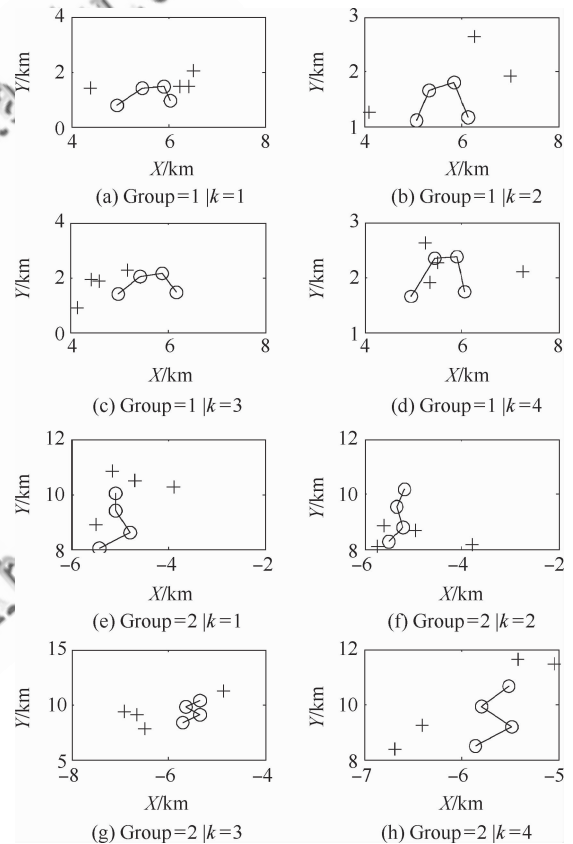 4
2
0
Y/km
4 6 8
X/km
(a) Group=1 |k=1
3
2
1
Y/km
4 6 8
X/km
(b) Group=1 |k=2
4
2
0
Y/km
4 6 8
X/km
(c) Group=1 |k=3
3
2
1
Y/km
4 6 8
X/km
(d) Group=1 |k=4
12
10
8
Y/km
−6 −4 −2
X/km
(e) Group=2 |k=1
12
10
8
Y/km
−6 −4 −2
X/km
(f) Group=2 |k=2
15
10
5
Y/km
−8 −6 −4
X/km
(g) Group=2 |k=3
12
10
8
Y/km
−7 −6 −5
X/km
(h) Group=2 |k=4